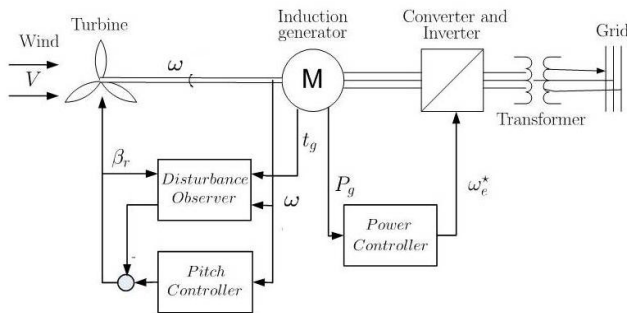 Turbine
Induction
generator
Converter and
Inverter
Grid
Wind
V
ω
M
Transformer
t_g
β_r
Disturbance
Observer
ω
P_g
ω_e^*
Power
Controller
-
Pitch
Controller